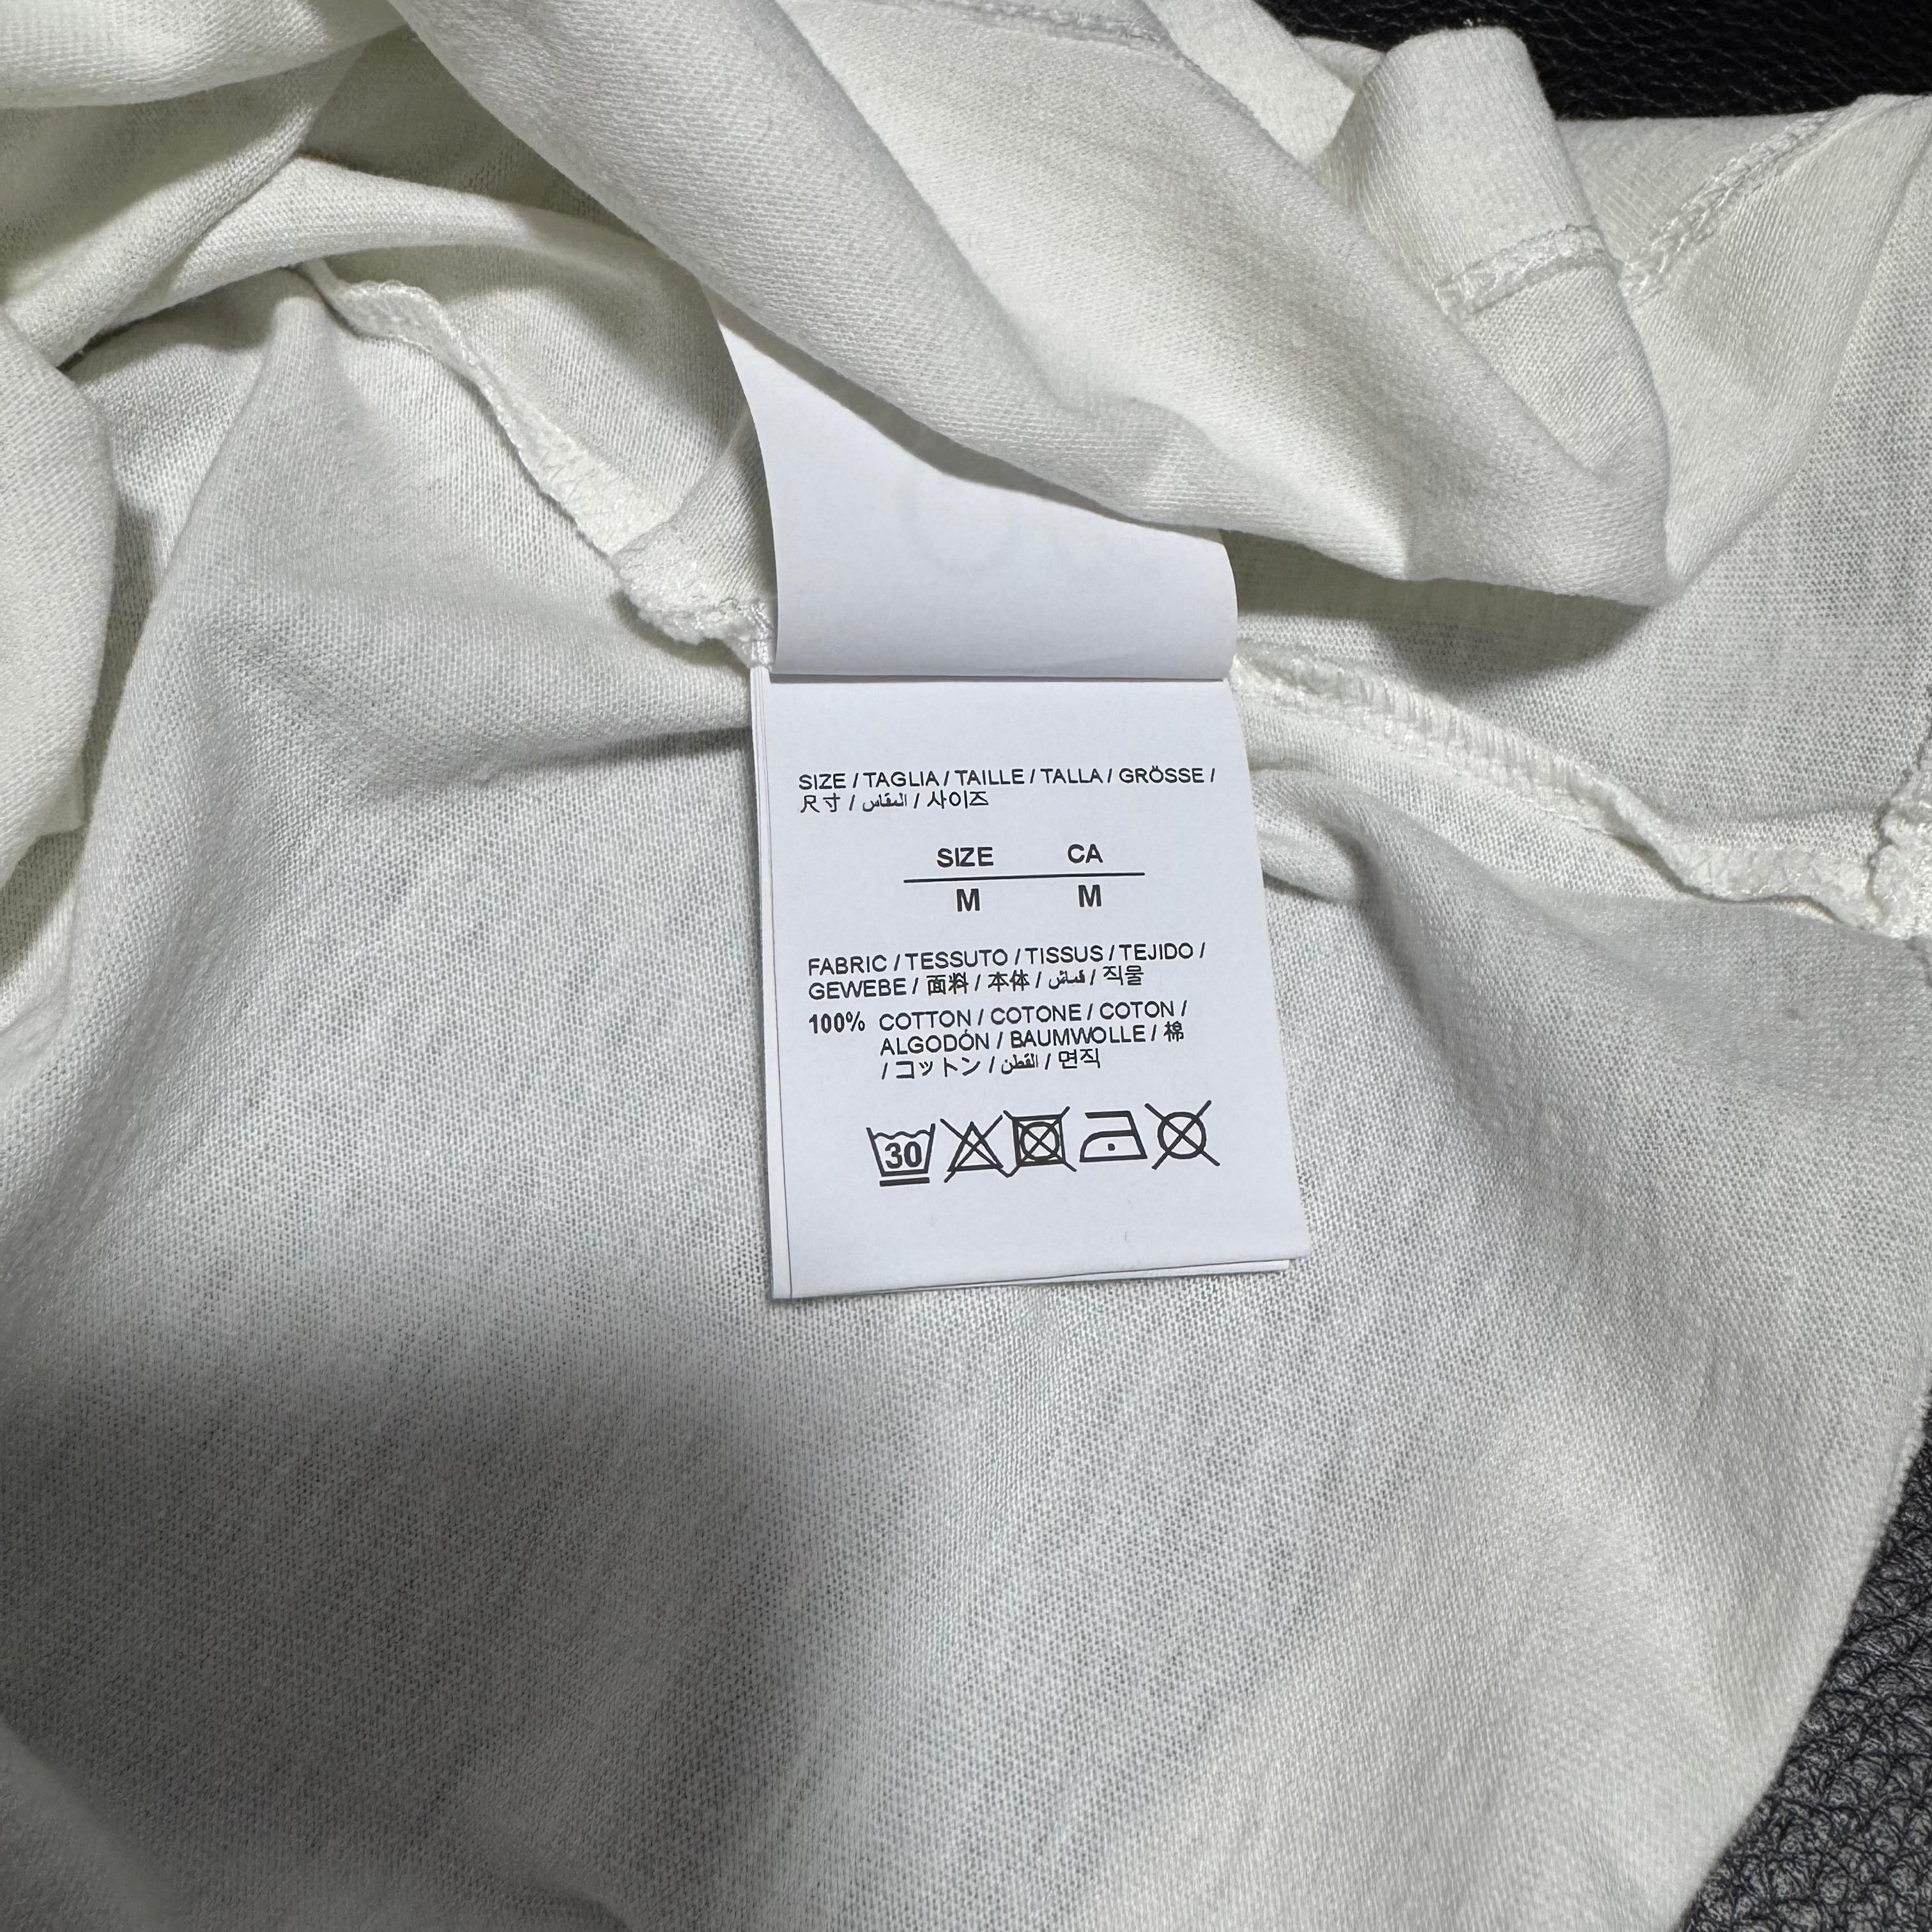 SIZE / TAGLIA / TAILLE / TALLA / GRÖSSE /
尺寸 / المقاس / 사이즈
SIZE CA
M M
FABRIC / TESSUTO / TISSUS / TEJIDO /
GEWEBE / 面料 / 本体 / قماش / 직물
100% COTTON / COTONE / COTON /
ALGODÓN / BAUMWOLLE / 棉
/ コットン / القطن / 면직
30